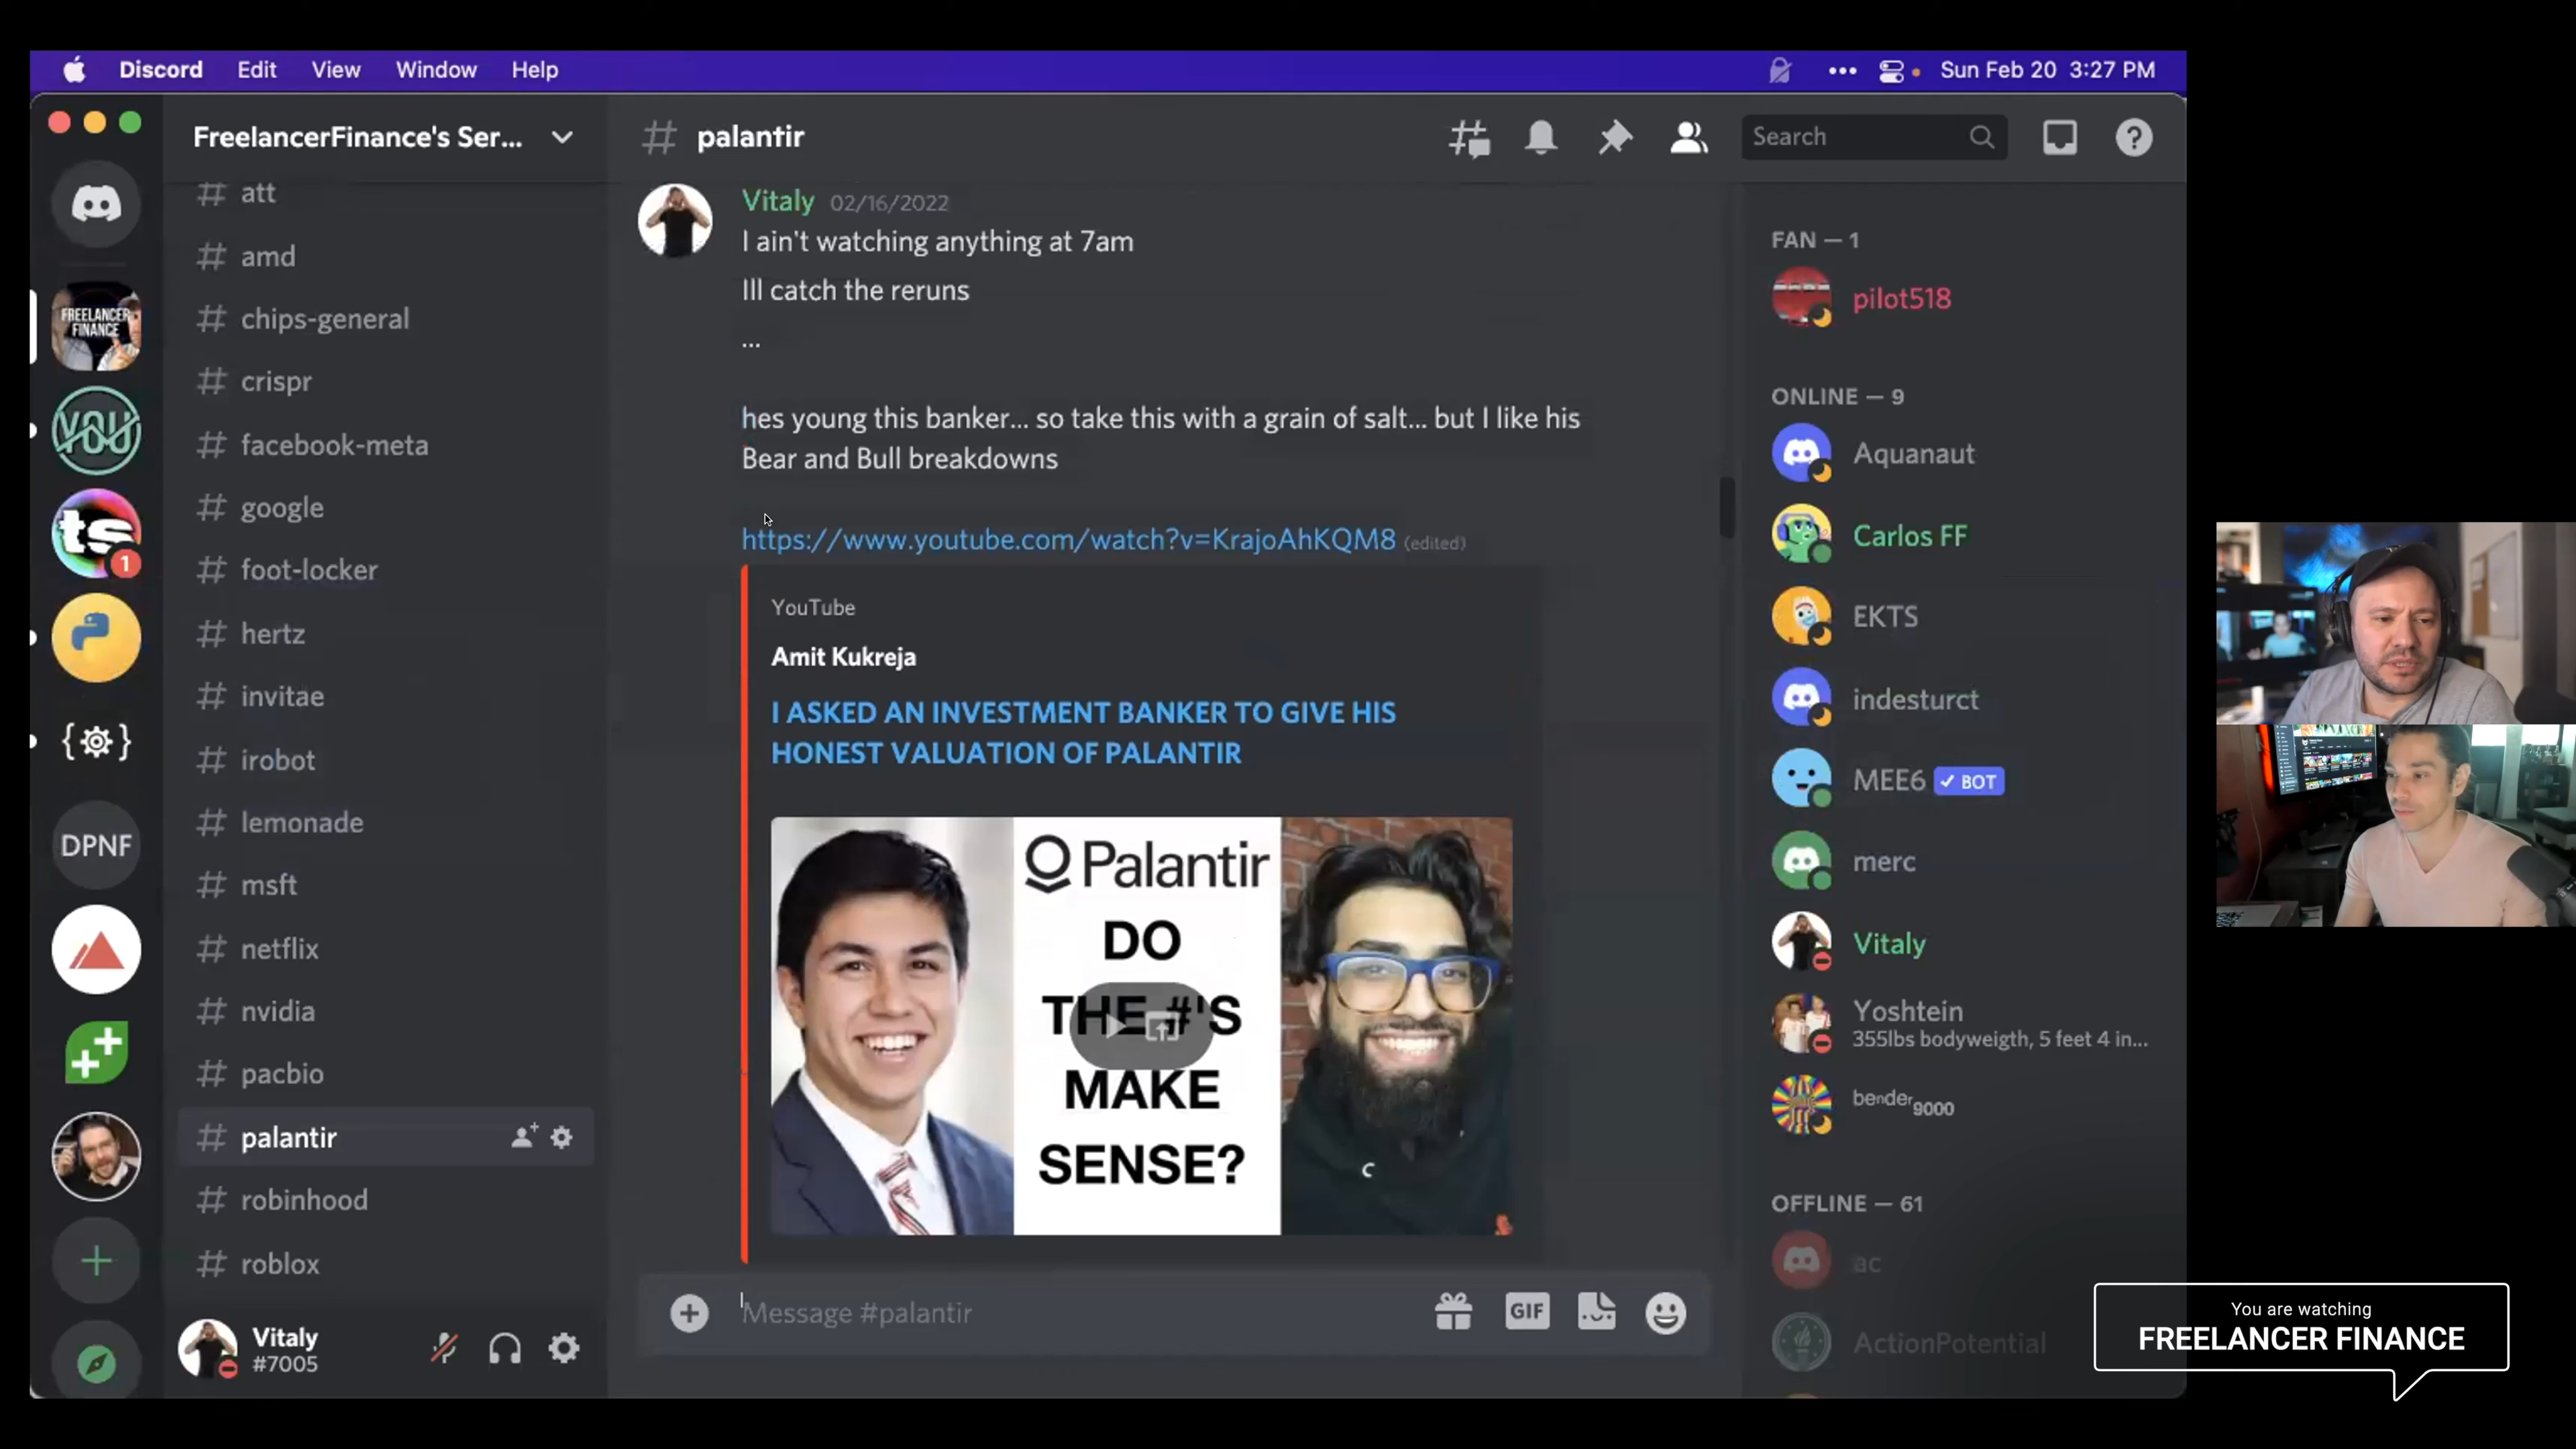 Discord Edit View Window Help
Sun Feb 20 3:27 PM
FreelancerFinance's Ser...
FREELANCER
FINANCE
YOU
ts
1
DPNF
# att
# amd
# chips-general
# crispr
# facebook-meta
# google
# foot-locker
# hertz
# invitae
# irobot
# lemonade
# msft
# netflix
# nvidia
# pacbio
# palantir
# robinhood
# roblox
Vitaly
#7005
# palantir
Search
Vitaly 02/16/2022
I ain't watching anything at 7am
Ill catch the reruns
...
hes young this banker... so take this with a grain of salt... but I like his
Bear and Bull breakdowns
https://www.youtube.com/watch?v=KrajoAhKQM8 (edited)
YouTube
Amit Kukreja
I ASKED AN INVESTMENT BANKER TO GIVE HIS
HONEST VALUATION OF PALANTIR
Palantir
DO
THE #'S
MAKE
SENSE?
Message #palantir
GIF
FAN — 1
pilot518
ONLINE — 9
Aquanaut
Carlos FF
EKTS
indesturct
MEE6 ✓ BOT
merc
Vitaly
Yoshtein
355lbs bodyweigth, 5 feet 4 in...
bender9000
OFFLINE — 61
ac
ActionPotential
You are watching
FREELANCER FINANCE